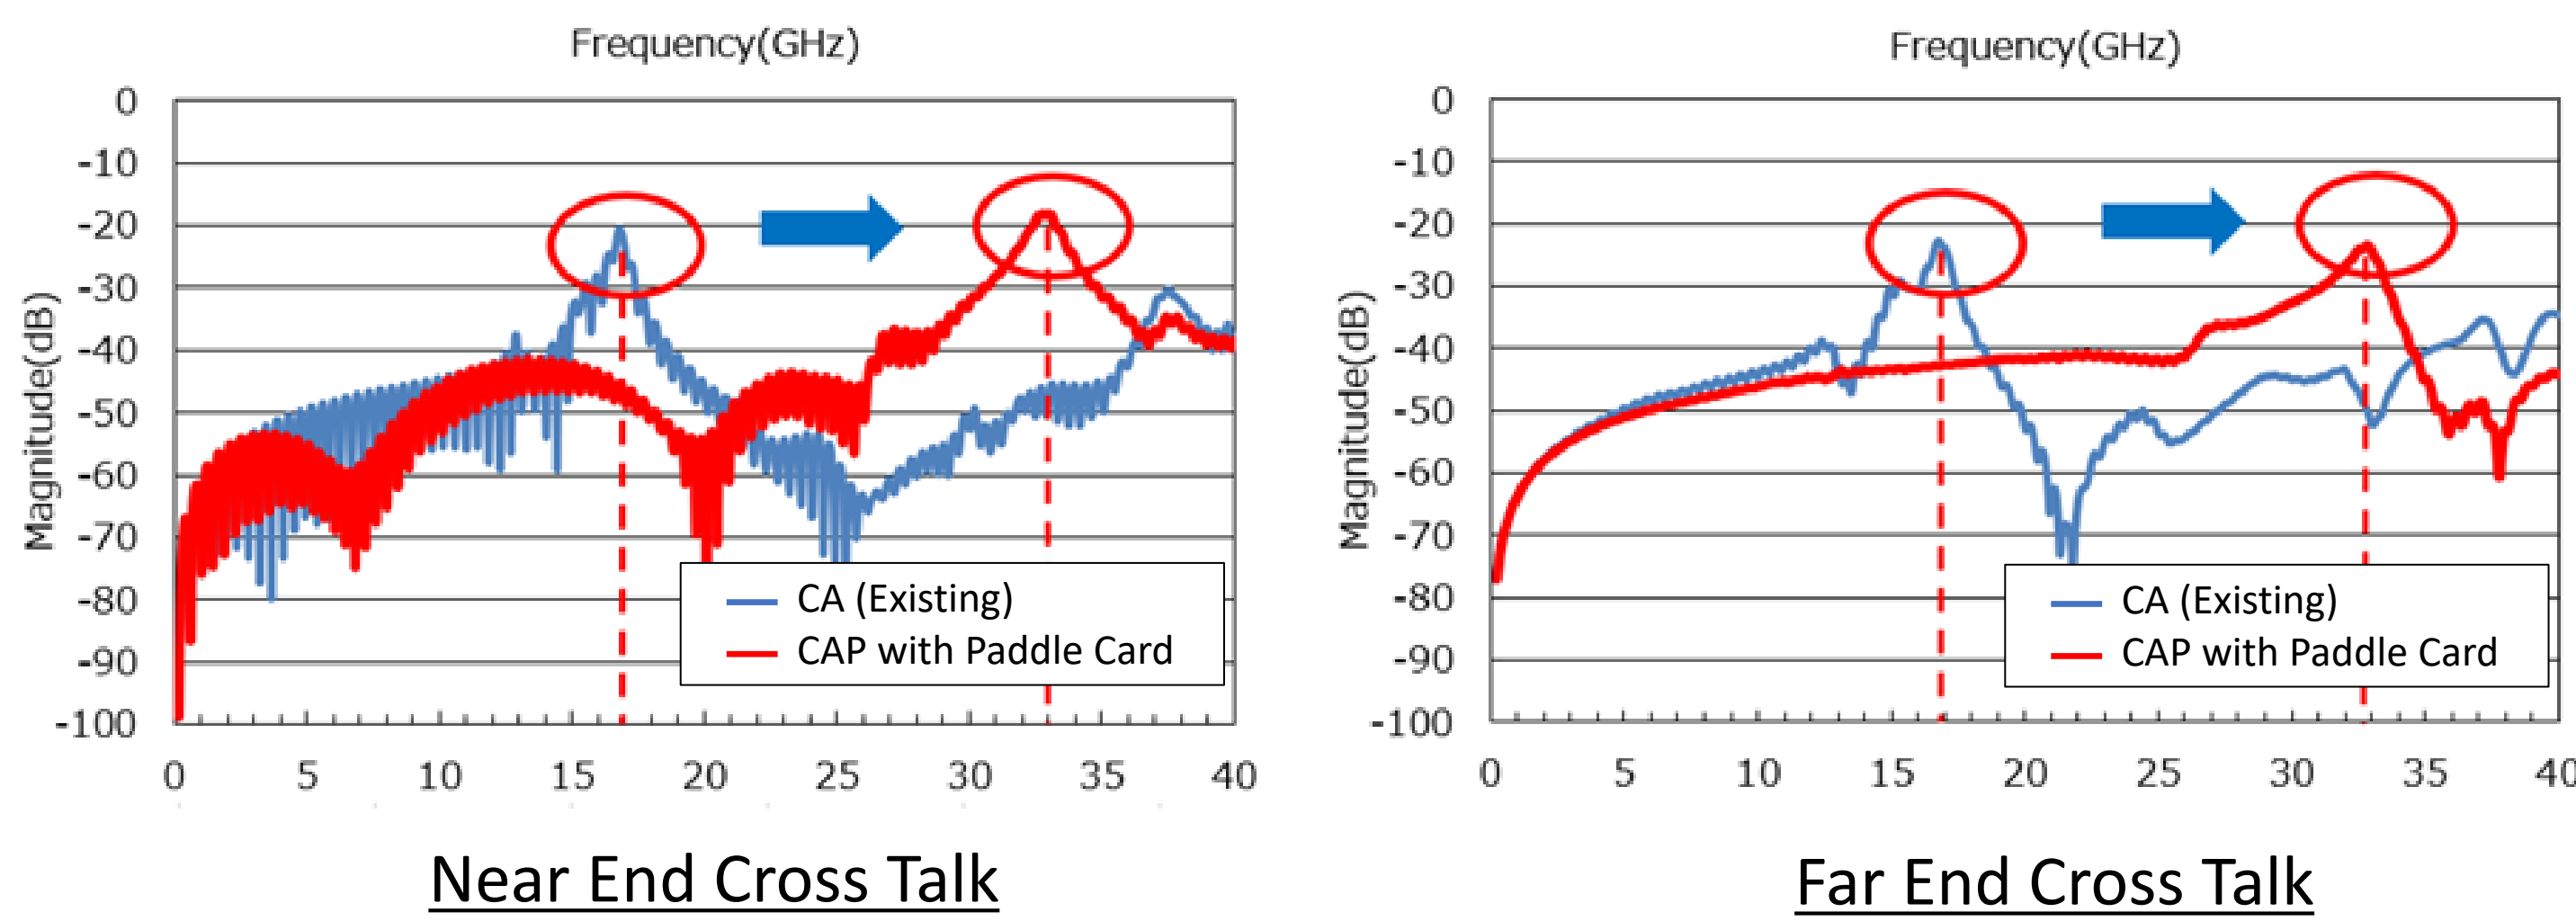 Frequency(GHz)
0
-10
-20
-30
-40
-50
-60
-70
-80
-90
-100
Magnitude(dB)
0 5 10 15 20 25 30 35 40
CA (Existing)
CAP with Paddle Card
Near End Cross Talk
Frequency(GHz)
0
-10
-20
-30
-40
-50
-60
-70
-80
-90
-100
Magnitude(dB)
0 5 10 15 20 25 30 35 40
CA (Existing)
CAP with Paddle Card
Far End Cross Talk